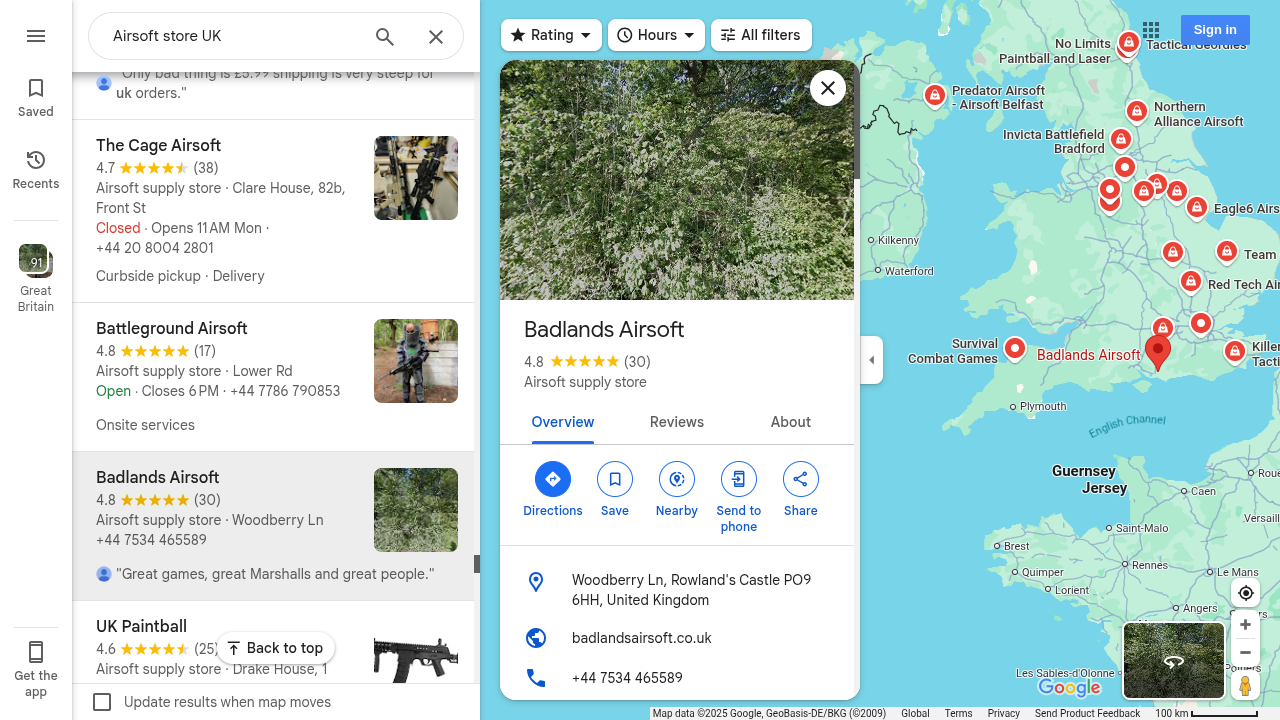 Airsoft store UK
Saved
Recents
91
Great
Britain
Get the
app
"Only bad thing is £5.99 shipping is very steep for
uk orders."
The Cage Airsoft
4.7 (38)
Airsoft supply store · Clare House, 82b,
Front St
Closed · Opens 11 AM Mon ·
+44 20 8004 2801
Curbside pickup · Delivery
Battleground Airsoft
4.8 (17)
Airsoft supply store · Lower Rd
Open · Closes 6 PM · +44 7786 790853
Onsite services
Badlands Airsoft
4.8 (30)
Airsoft supply store · Woodberry Ln
+44 7534 465589
"Great games, great Marshalls and great people."
UK Paintball
4.6 (25)
Airsoft supply store · Drake House, 1
Back to top
Update results when map moves
Rating
Hours
All filters
Badlands Airsoft
4.8 (30)
Airsoft supply store
Overview
Reviews
About
Directions
Save
Nearby
Send to
phone
Share
Woodberry Ln, Rowland's Castle PO9
6HH, United Kingdom
badlandsairsoft.co.uk
+44 7534 465589
Sign in
No Limits
Paintball and Laser
Tactical Geordies
Predator Airsoft
- Airsoft Belfast
Northern
Alliance Airsoft
Invicta Battlefield
Bradford
Eagle6 Airs
Kilkenny
Waterford
Team
Red Tech Air
Survival
Combat Games
Badlands Airsoft
Killer
Tacti
Plymouth
English Channel
Guernsey
Jersey
Caen
Roue
Saint-Malo
Versaill
Brest
Rennes
Quimper
Le Mans
Lorient
Angers
Les Sables-d'Olonne
Poitiers
Google
Map data ©2025 Google, GeoBasis-DE/BKG (©2009)
Global
Terms
Privacy
Send Product Feedback
100 km